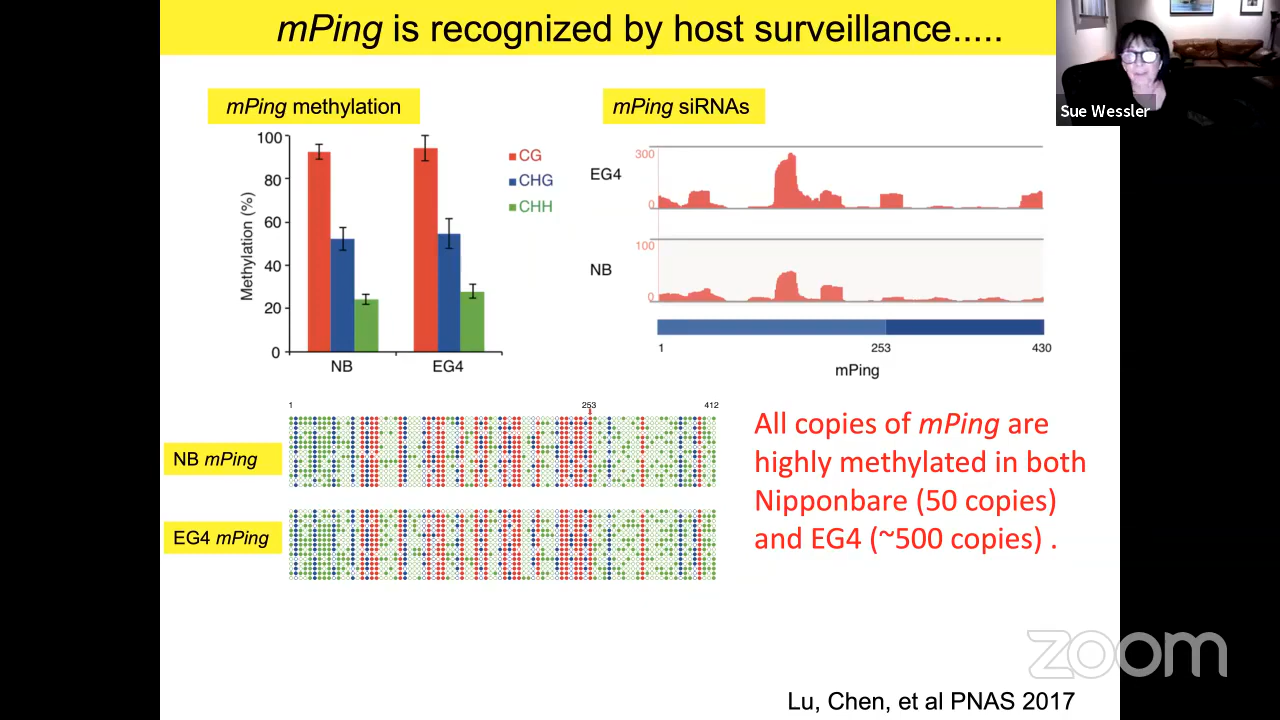 mPing is recognized by host surveillance.....
Sue Wessler
mPing methylation
mPing siRNAs
100
80
60
40
20
0
Methylation (%)
NB
EG4
CG
CHG
CHH
EG4
300
0
NB
100
0
1
253
430
mPing
1
253
412
NB mPing
EG4 mPing
All copies of mPing are
highly methylated in both
Nipponbare (50 copies)
and EG4 (~500 copies) .
zoom
Lu, Chen, et al PNAS 2017